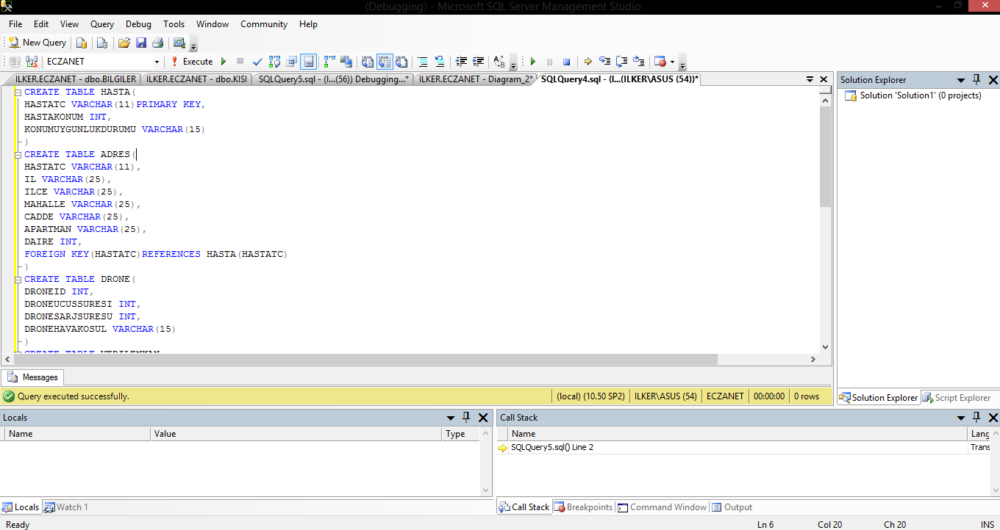 (Debugging) - Microsoft SQL Server Management Studio
File Edit View Query Debug Tools Window Community Help
New Query
ECZANET Execute
ILKER.ECZANET - dbo.BILGILER ILKER.ECZANET - dbo.KISI SQLQuery5.sql - (l...(56)) Debugging...* ILKER.ECZANET - Diagram_2* SQLQuery4.sql - (l...(ILKER\ASUS (54))*
CREATE TABLE HASTA(
HASTATC VARCHAR(11)PRIMARY KEY,
HASTAKONUM INT,
KONUMUYGUNLUKDURUMU VARCHAR(15)
)
CREATE TABLE ADRES(
HASTATC VARCHAR(11),
IL VARCHAR(25),
ILCE VARCHAR(25),
MAHALLE VARCHAR(25),
CADDE VARCHAR(25),
APARTMAN VARCHAR(25),
DAIRE INT,
FOREIGN KEY(HASTATC)REFERENCES HASTA(HASTATC)
)
CREATE TABLE DRONE(
DRONEID INT,
DRONEUCUSSURESI INT,
DRONESARJSURESU INT,
DRONEHAVAKOSUL VARCHAR(15)
)
CREATE TABLE VERILENKAN
Solution Explorer
Solution 'Solution1' (0 projects)
Messages
Query executed successfully. (local) (10.50 SP2) ILKER\ASUS (54) ECZANET 00:00:00 0 rows
Solution Explorer Script Explorer
Locals
Name Value Type
Call Stack
Name Lang
SQLQuery5.sql() Line 2 Trans
Locals Watch 1
Call Stack Breakpoints Command Window Output
Ready Ln 6 Col 20 Ch 20 INS